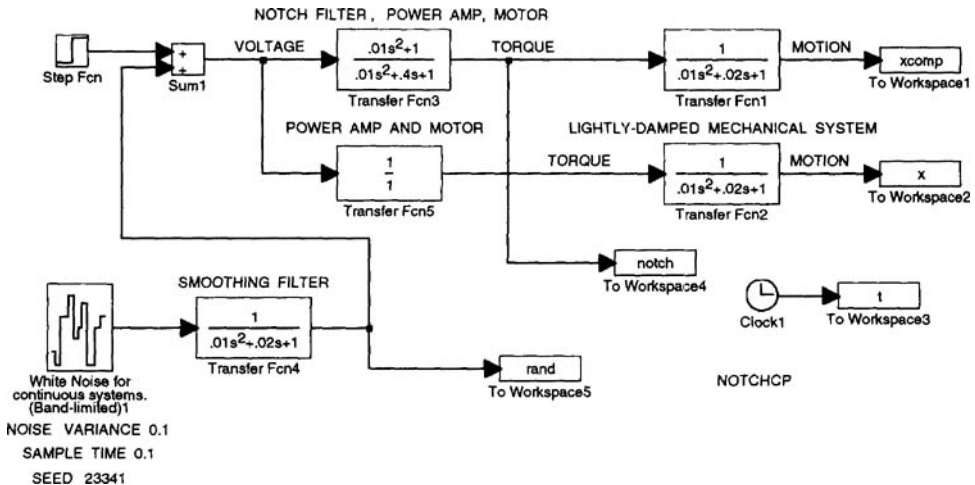 NOTCH FILTER, POWER AMP, MOTOR
Step Fcn
+
+
Sum1
VOLTAGE
.01s²+1
.01s²+.4s+1
Transfer Fcn3
TORQUE
1
.01s²+.02s+1
Transfer Fcn1
MOTION
xcomp
To Workspace1
POWER AMP AND MOTOR
1
1
Transfer Fcn5
TORQUE
LIGHTLY-DAMPED MECHANICAL SYSTEM
1
.01s²+.02s+1
Transfer Fcn2
MOTION
x
To Workspace2
notch
To Workspace4
Clock1
t
To Workspace3
SMOOTHING FILTER
1
.01s²+.02s+1
Transfer Fcn4
rand
To Workspace5
NOTCHCP
White Noise for
continuous systems.
(Band-limited)1
NOISE VARIANCE 0.1
SAMPLE TIME 0.1
SEED 23341